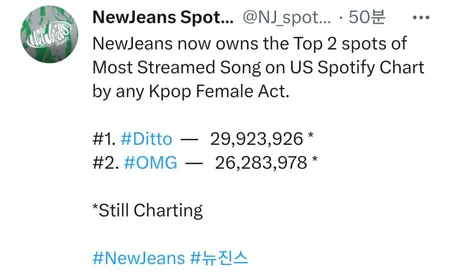 NewJeans Spot... @NJ_spot... · 50분 ...
NewJeans now owns the Top 2 spots of
Most Streamed Song on US Spotify Chart
by any Kpop Female Act.
#1. #Ditto — 29,923,926 *
#2. #OMG — 26,283,978 *
*Still Charting
#NewJeans #뉴진스